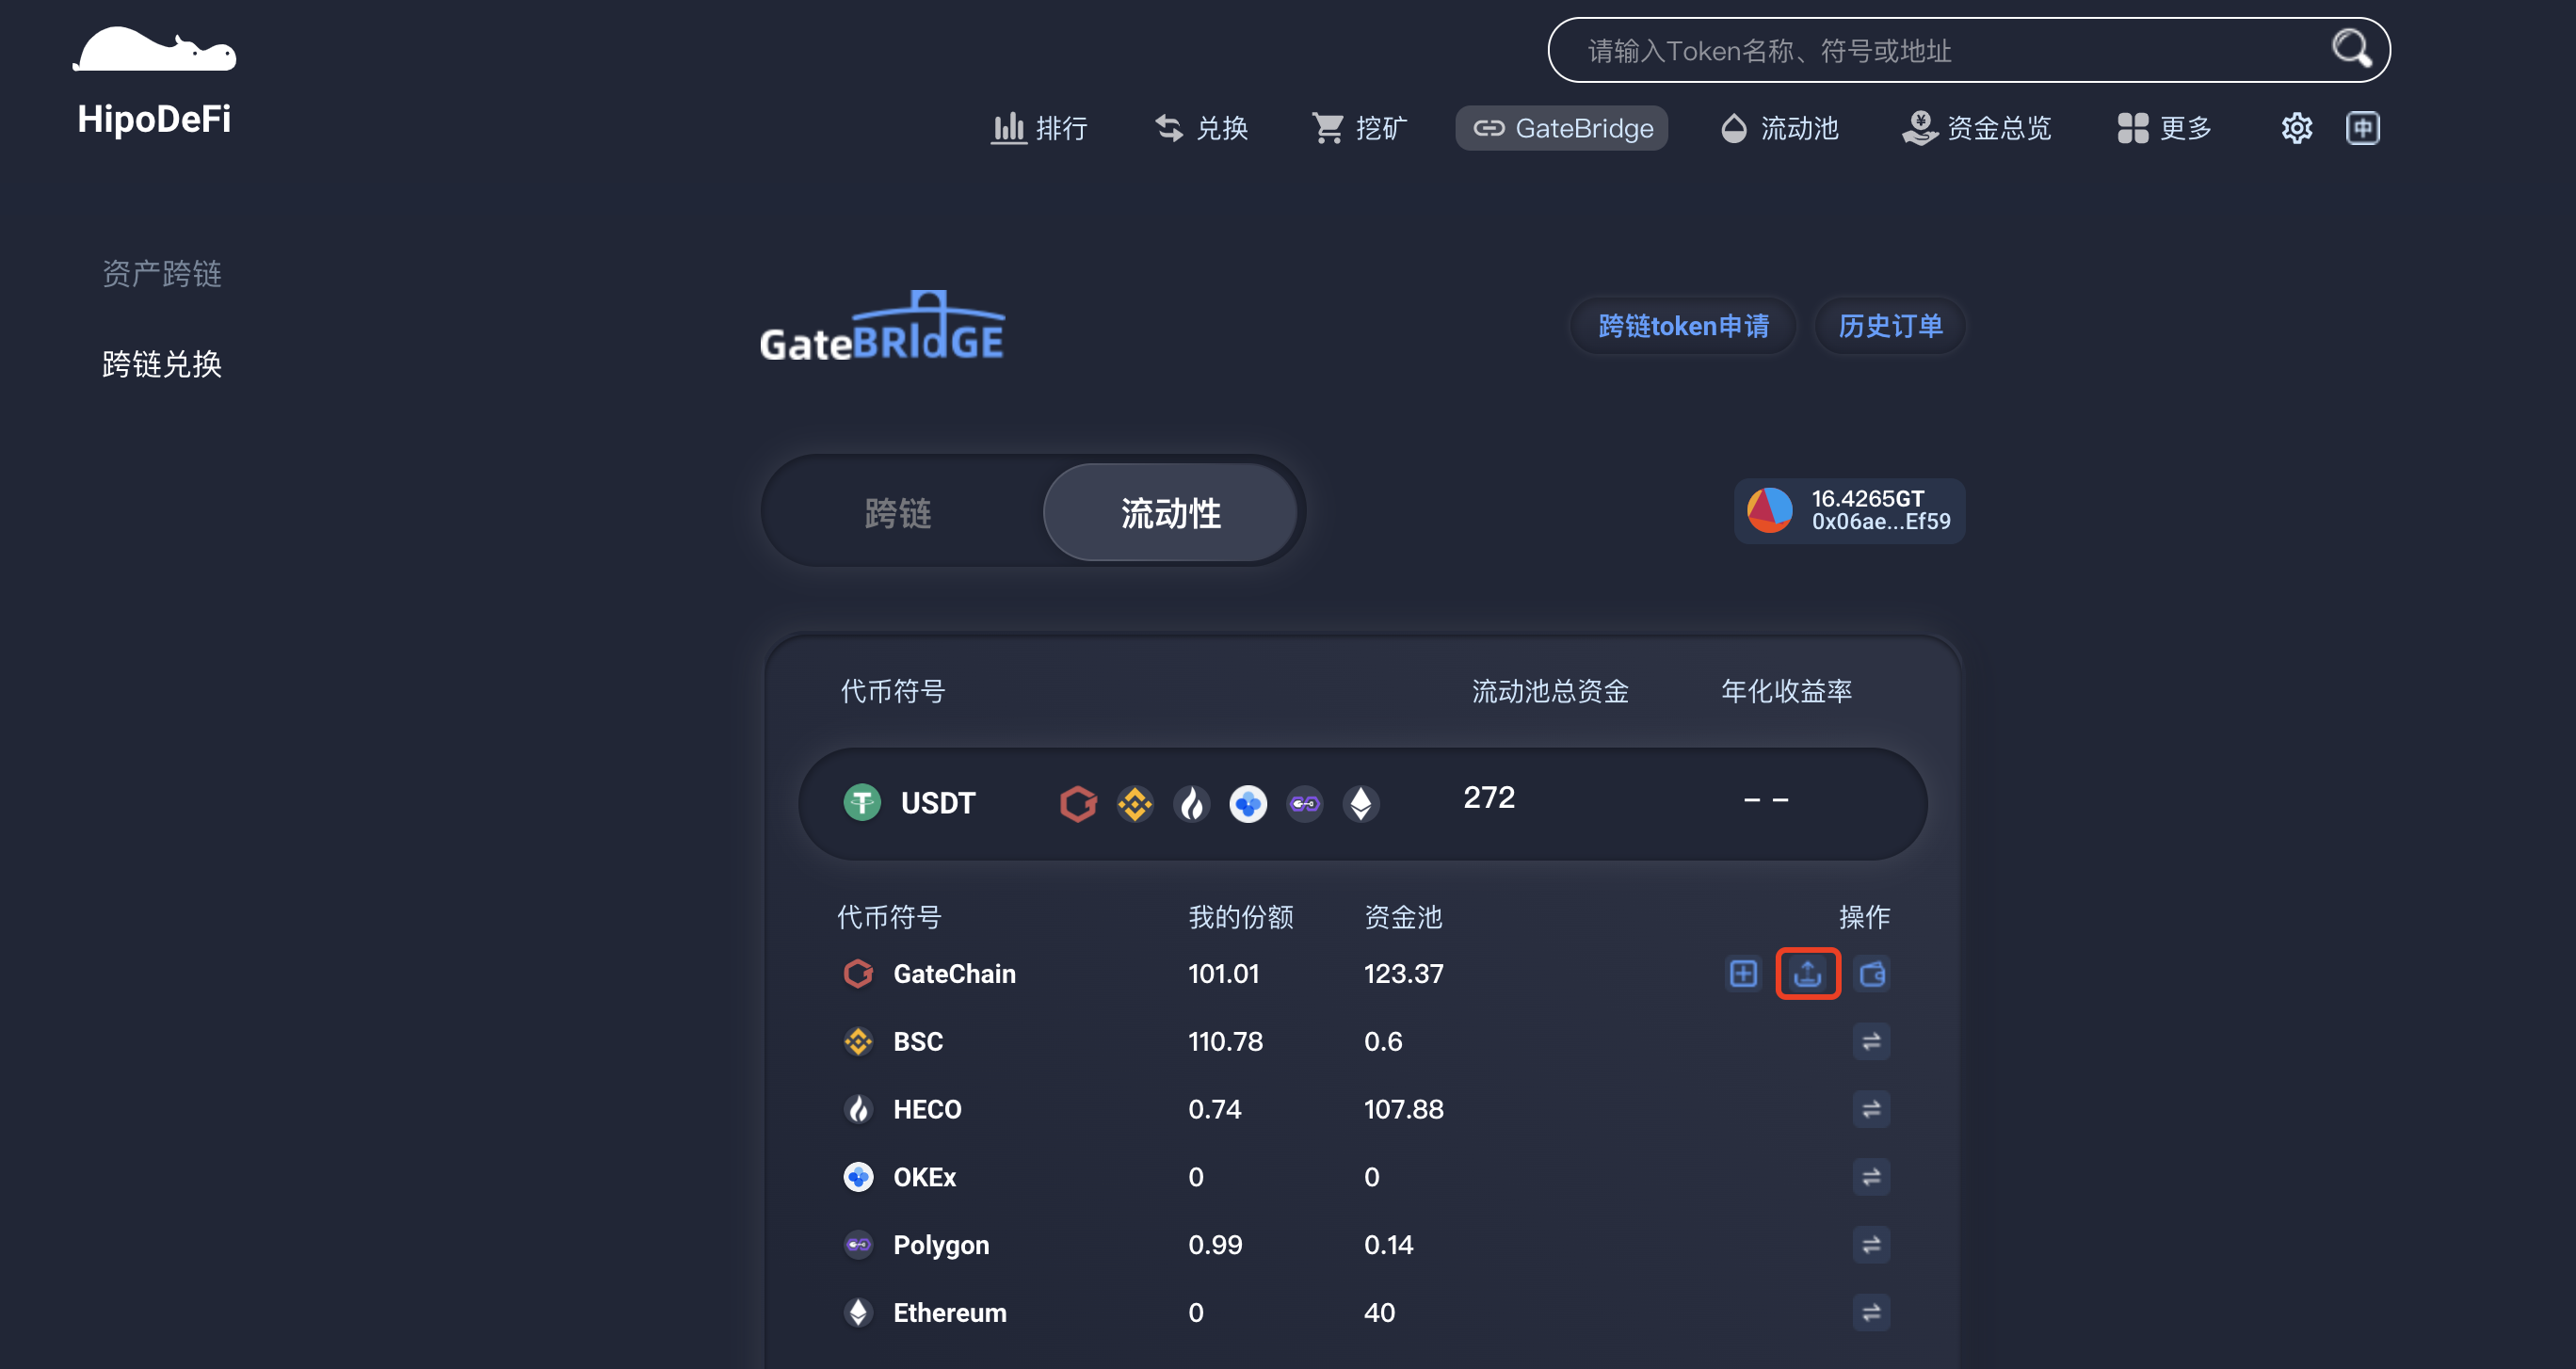 请输入Token名称、符号或地址
HipoDeFi
排行 兑换 挖矿 GateBridge 流动池 资金总览 更多 中
资产跨链
跨链兑换
GateBRIdGE
跨链token申请 历史订单
跨链 流动性
16.4265GT
0x06ae...Ef59
代币符号 流动池总资金 年化收益率
USDT 272 – –
代币符号 我的份额 资金池 操作
GateChain 101.01 123.37
BSC 110.78 0.6
HECO 0.74 107.88
OKEx 0 0
Polygon 0.99 0.14
Ethereum 0 40